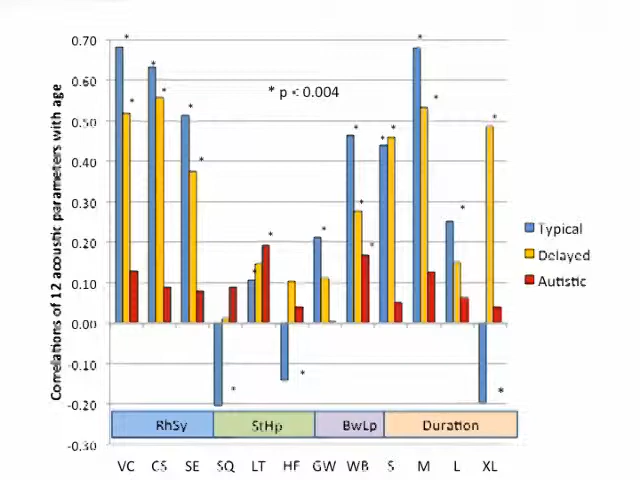 Correlations of 12 acoustic parameters with age
0.70
0.60
0.50
0.40
0.30
0.20
0.10
0.00
-0.10
-0.20
-0.30
* p < 0.004
Typical
Delayed
Autistic
RhSy StHp BwLp Duration
VC CS SE SQ LT HF GW WB S M L XL